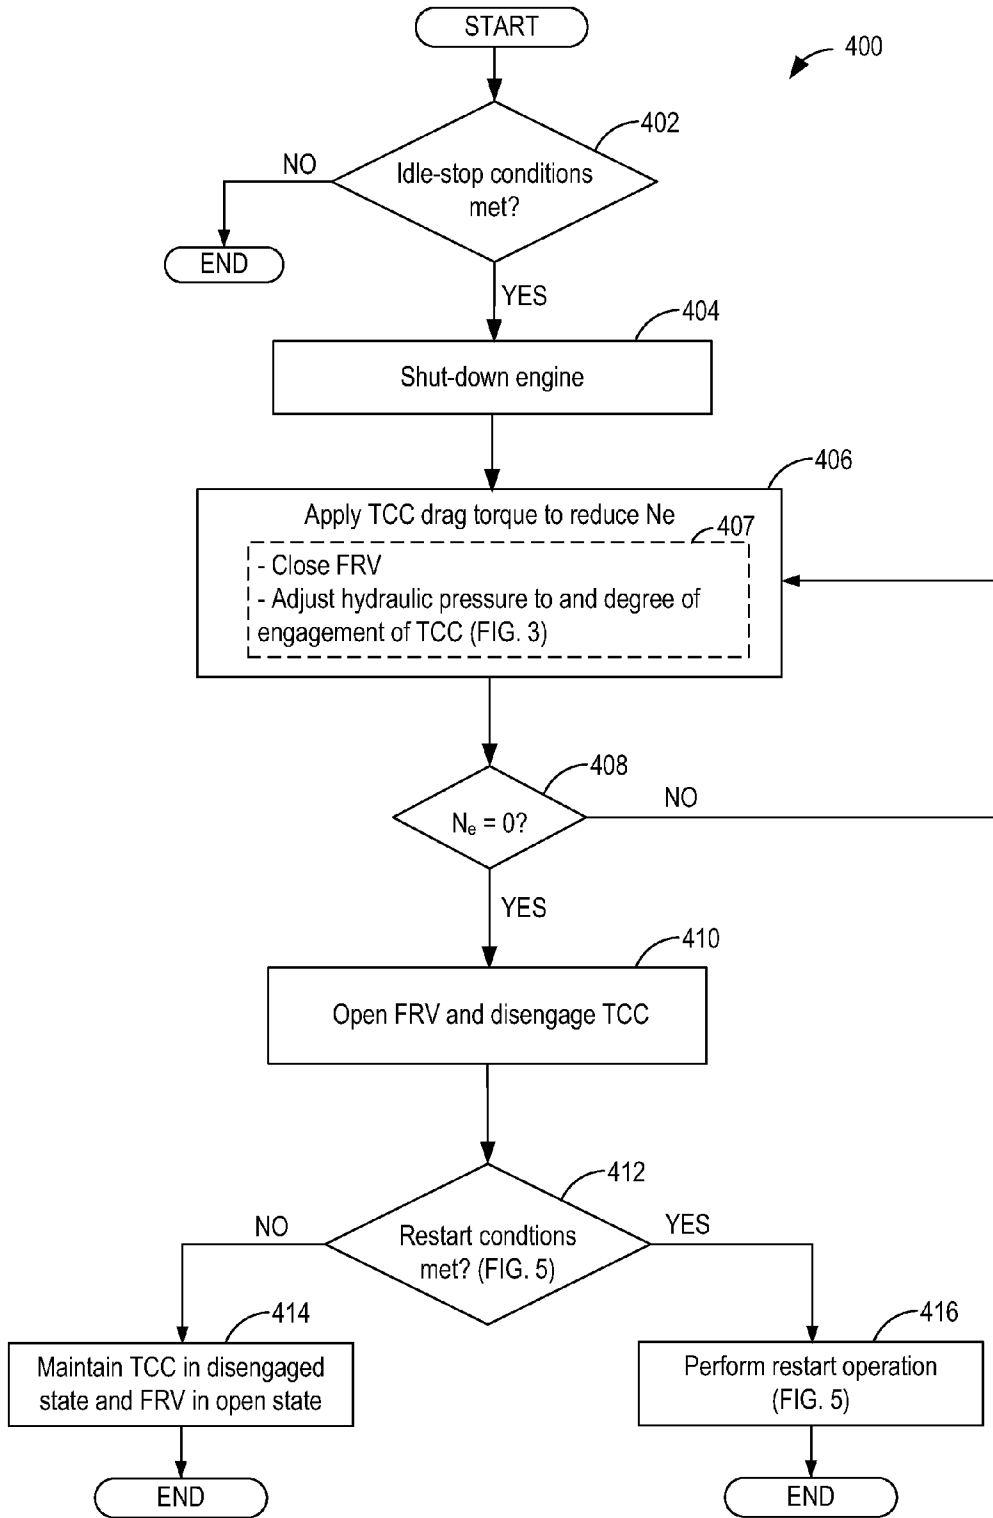 START
400
402
Idle-stop conditions
met?
NO
END
YES
404
Shut-down engine
406
Apply TCC drag torque to reduce Ne
407
- Close FRV
- Adjust hydraulic pressure to and degree of
engagement of TCC (FIG. 3)
408
Nₑ = 0?
NO
YES
410
Open FRV and disengage TCC
412
Restart condtions
met? (FIG. 5)
NO
YES
414
Maintain TCC in disengaged
state and FRV in open state
416
Perform restart operation
(FIG. 5)
END
END